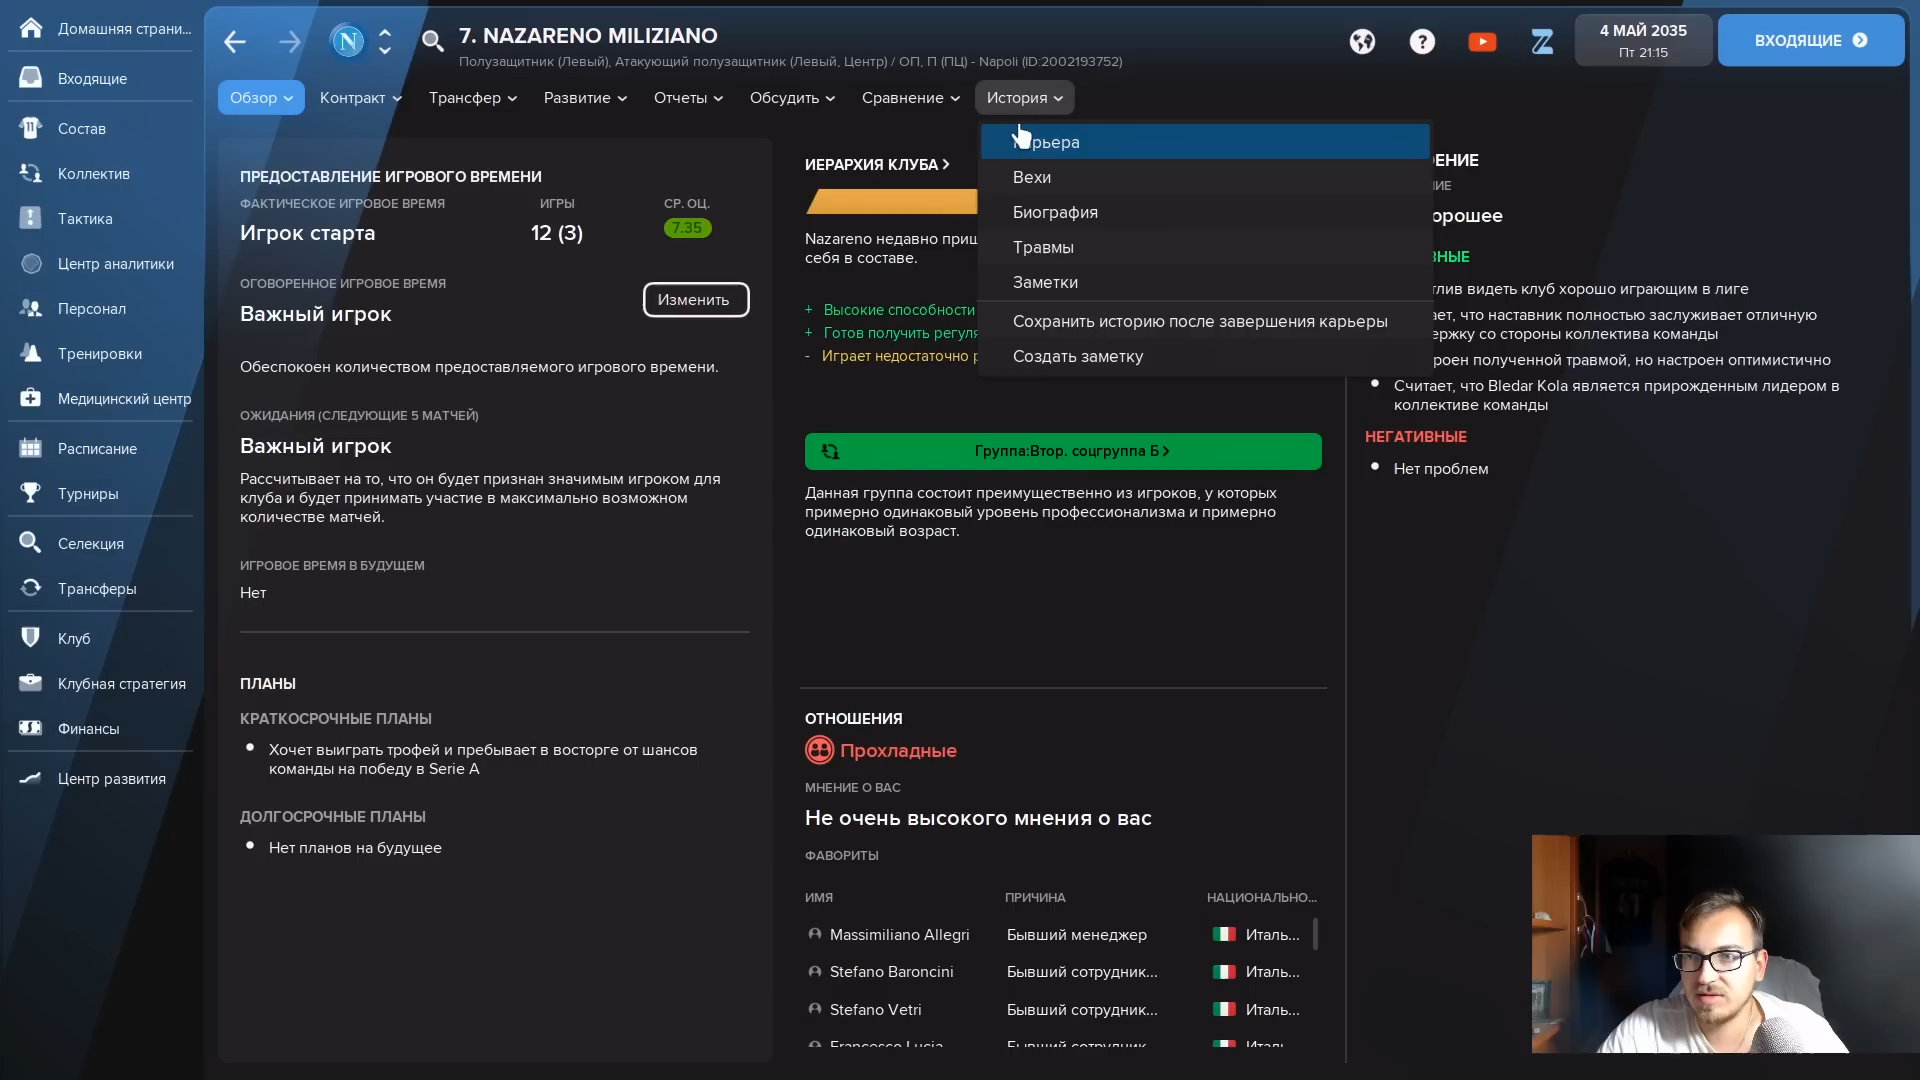 Домашняя страни...
Входящие
Состав
Коллектив
Тактика
Центр аналитики
Персонал
Тренировки
Медицинский центр
Расписание
Турниры
Селекция
Трансферы
Клуб
Клубная стратегия
Финансы
Центр развития
N
7. NAZARENO MILIZIANO
Полузащитник (Левый), Атакующий полузащитник (Левый, Центр) / ОП, П (ПЦ) - Napoli (ID:2002193752)
4 МАЙ 2035
Пт 21:15
ВХОДЯЩИЕ
Обзор
Контракт
Трансфер
Развитие
Отчеты
Обсудить
Сравнение
История
Вехи
Биография
Травмы
Заметки
Сохранить историю после завершения карьеры
Создать заметку
ПРЕДОСТАВЛЕНИЕ ИГРОВОГО ВРЕМЕНИ
ФАКТИЧЕСКОЕ ИГРОВОЕ ВРЕМЯ
ИГРЫ
СР. ОЦ.
Игрок старта
12 (3)
7.35
ОГОВОРЕННОЕ ИГРОВОЕ ВРЕМЯ
Важный игрок
Изменить
Обеспокоен количеством предоставляемого игрового времени.
ОЖИДАНИЯ (СЛЕДУЮЩИЕ 5 МАТЧЕЙ)
Важный игрок
Рассчитывает на то, что он будет признан значимым игроком для
клуба и будет принимать участие в максимально возможном
количестве матчей.
ИГРОВОЕ ВРЕМЯ В БУДУЩЕМ
Нет
ПЛАНЫ
КРАТКОСРОЧНЫЕ ПЛАНЫ
Хочет выиграть трофей и пребывает в восторге от шансов
команды на победу в Serie A
ДОЛГОСРОЧНЫЕ ПЛАНЫ
Нет планов на будущее
ИЕРАРХИЯ КЛУБА
Nazareno недавно приш
себя в составе.
+ Высокие способности
+ Готов получить регуля
- Играет недостаточно р
Группа:Втор. соцгруппа Б
Данная группа состоит преимущественно из игроков, у которых
примерно одинаковый уровень профессионализма и примерно
одинаковый возраст.
ОТНОШЕНИЯ
Прохладные
МНЕНИЕ О ВАС
Не очень высокого мнения о вас
ФАВОРИТЫ
ИМЯ ПРИЧИНА НАЦИОНАЛЬНО...
Massimiliano Allegri Бывший менеджер Италь...
Stefano Baroncini Бывший сотрудник... Италь...
Stefano Vetri Бывший сотрудник... Италь...
ЕНИЕ
ИЕ
орошее
ВНЫЕ
тлив видеть клуб хорошо играющим в лиге
ает, что наставник полностью заслуживает отличную
ержку со стороны коллектива команды
роен полученной травмой, но настроен оптимистично
Считает, что Bledar Kola является прирожденным лидером в
коллективе команды
НЕГАТИВНЫЕ
Нет проблем